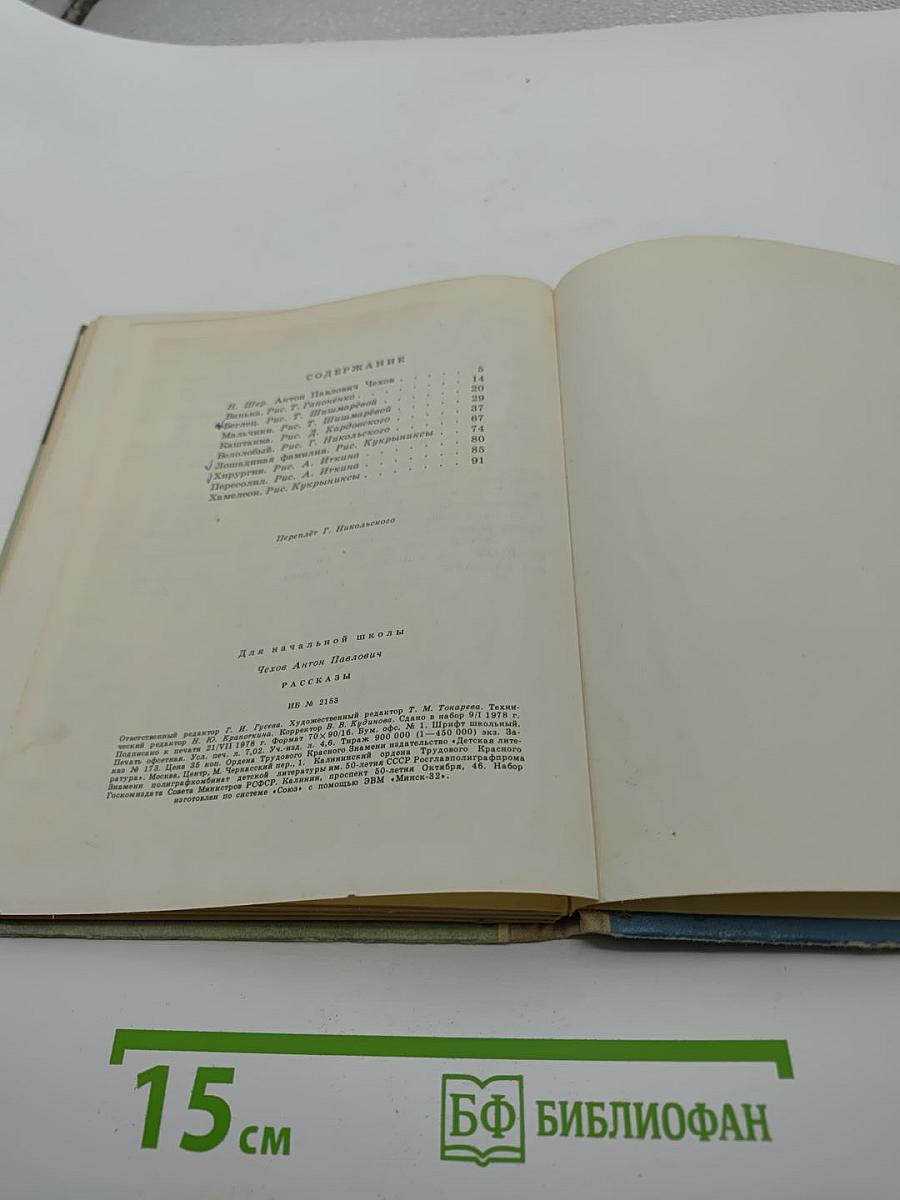 СОДЕРЖАНИЕ
Н. Шер. Антон Павлович Чехов . . . . . 5
Ванька. Рис. Т. Гапоненко . . . . . . 14
Беглец. Рис. Т. Шишмарёвой . . . . . 20
Мальчики. Рис. Т. Шишмарёвой . . . . 29
Каштанка. Рис. Д. Кардовского . . . . 37
Белолобый. Рис. Г. Никольского . . . . 67
Лошадиная фамилия. Рис. Кукрыниксы . . 74
Хирургия. Рис. А. Иткина . . . . . . 80
Пересолил. Рис. А. Иткина . . . . . . 85
Хамелеон. Рис. Кукрыниксы . . . . . . 91
Переплёт Г. Никольского
Для начальной школы
Чехов Антон Павлович
РАССКАЗЫ
ИБ № 2153
Ответственный редактор Г. И. Гусева. Художественный редактор Т. М. Токарева. Техни-
ческий редактор Н. Ю. Крапоткина. Корректор В. В. Кудинова. Сдано в набор 9/I 1978 г.
Подписано к печати 21/VII 1978 г. Формат 70×90/16. Бум. офс. № 1. Шрифт школьный.
Печать офсетная. Усл. печ. л. 7,02. Уч.-изд. л. 4,6. Тираж 900 000 (1—450 000) экз. За-
каз № 173. Цена 35 коп. Ордена Трудового Красного Знамени издательство «Детская лите-
ратура». Москва, Центр, М. Черкасский пер., 1. Калининский ордена Трудового Красного
Знамени полиграфкомбинат детской литературы им. 50-летия СССР Росглавполиграфпрома
Госкомиздата Совета Министров РСФСР. Калинин, проспект 50-летия Октября, 46. Набор
изготовлен по системе «Союз» с помощью ЭВМ «Минск-32».
15 см
БФ БИБЛИОФАН